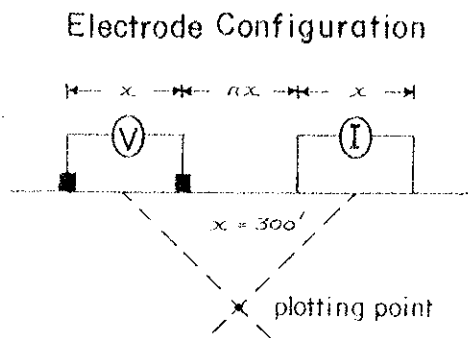 Electrode Configuration
x nx x
V I
x = 300'
plotting point